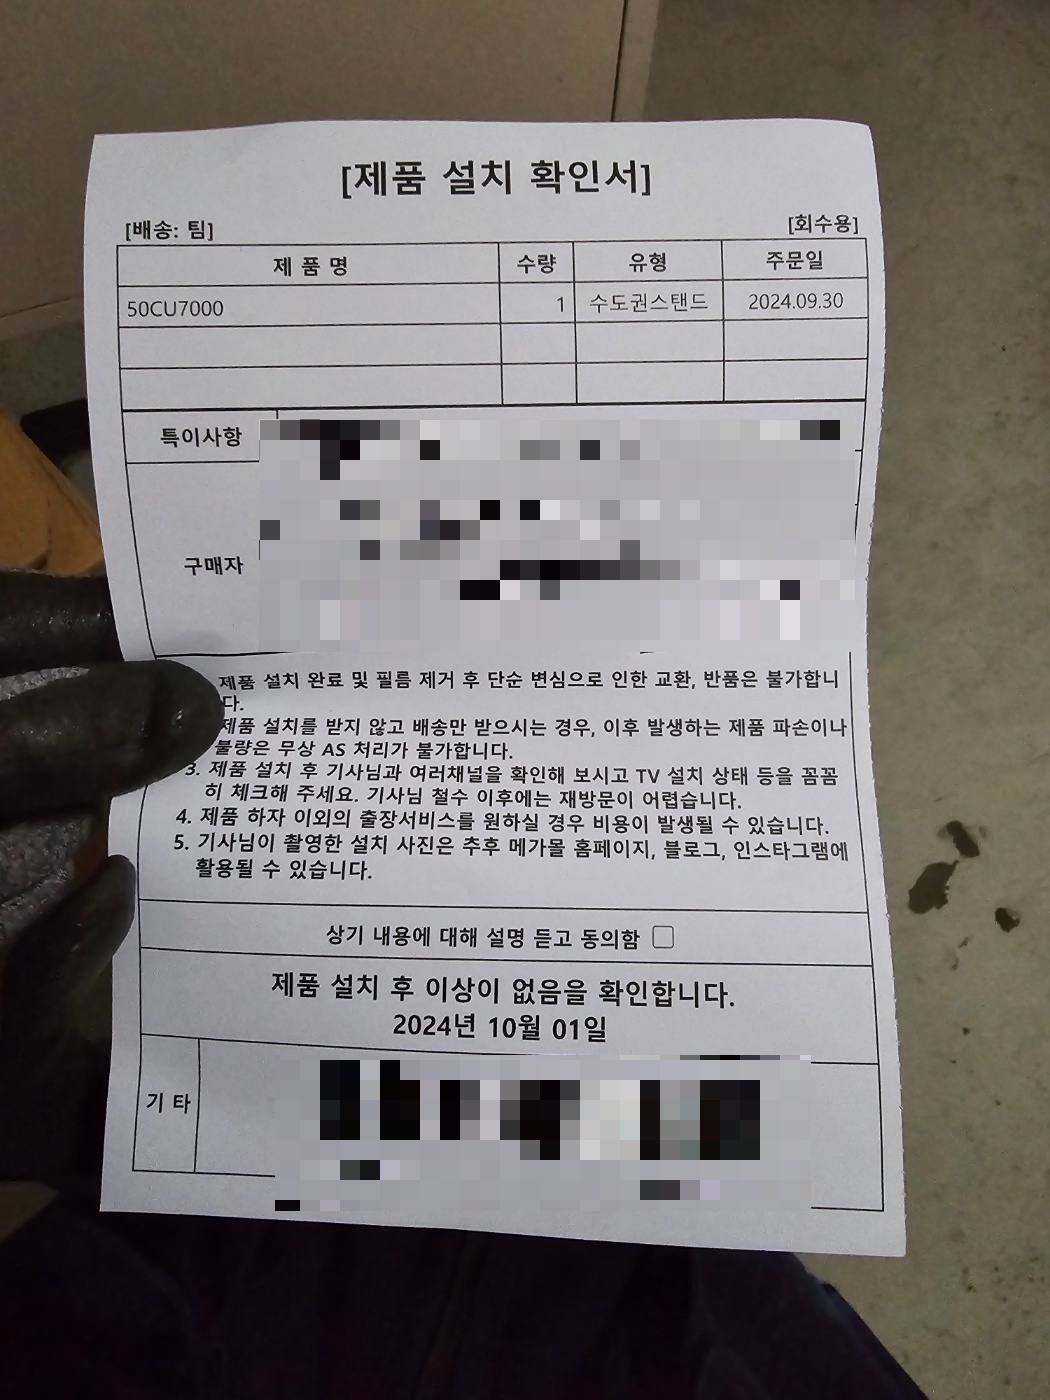 [제품 설치 확인서]
[배송: 팀]
[회수용]
제 품 명 수량 유형 주문일
50CU7000 1 수도권스탠드 2024.09.30
특이사항
구매자
제품 설치 완료 및 필름 제거 후 단순 변심으로 인한 교환, 반품은 불가합니
다.
제품 설치를 받지 않고 배송만 받으시는 경우, 이후 발생하는 제품 파손이나
불량은 무상 AS 처리가 불가합니다.
3. 제품 설치 후 기사님과 여러채널을 확인해 보시고 TV 설치 상태 등을 꼼꼼
히 체크해 주세요. 기사님 철수 이후에는 재방문이 어렵습니다.
4. 제품 하자 이외의 출장서비스를 원하실 경우 비용이 발생될 수 있습니다.
5. 기사님이 촬영한 설치 사진은 추후 메가몰 홈페이지, 블로그, 인스타그램에
활용될 수 있습니다.
상기 내용에 대해 설명 듣고 동의함
제품 설치 후 이상이 없음을 확인합니다.
2024년 10월 01일
기 타